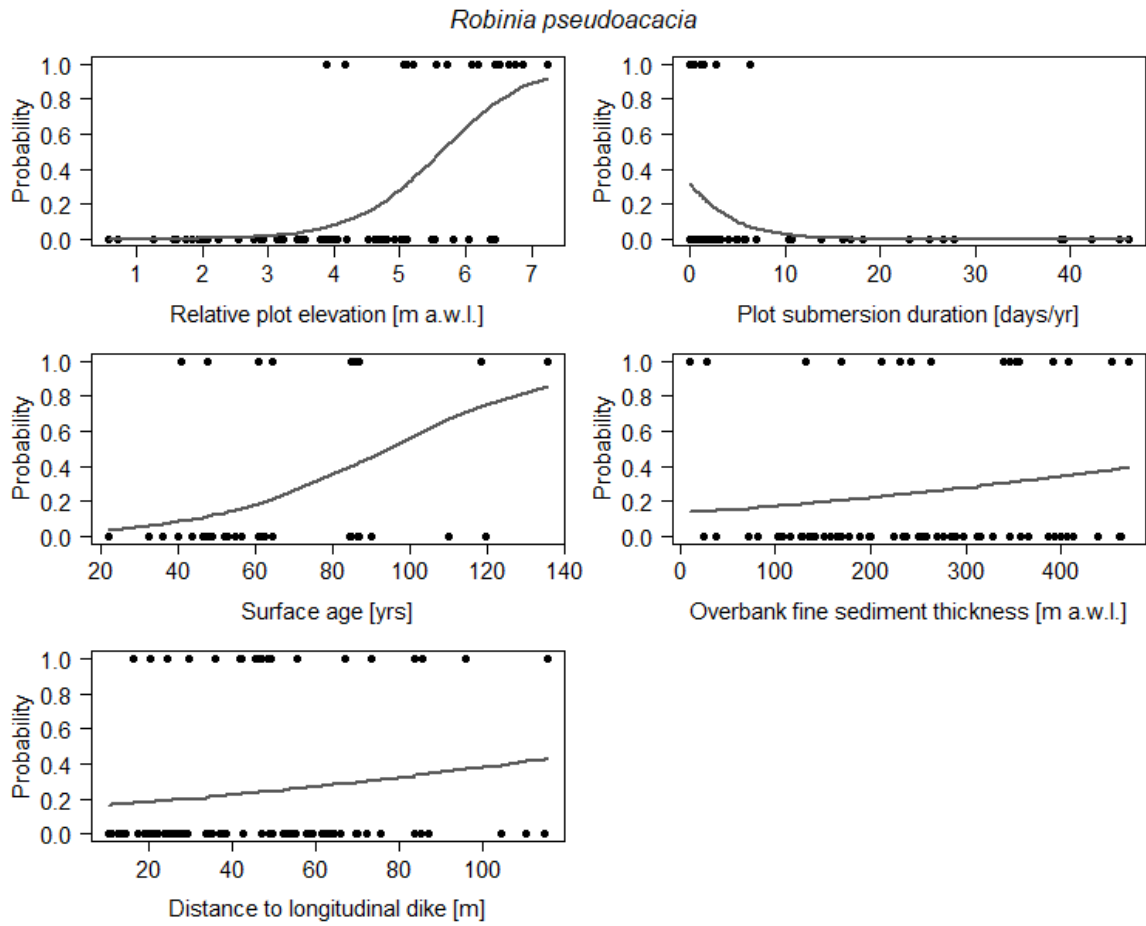 Robinia pseudoacacia
Probability
1.0
0.8
0.6
0.4
0.2
0.0
1 2 3 4 5 6 7
Relative plot elevation [m a.w.l.]
Probability
1.0
0.8
0.6
0.4
0.2
0.0
0 10 20 30 40
Plot submersion duration [days/yr]
Probability
1.0
0.8
0.6
0.4
0.2
0.0
20 40 60 80 100 120 140
Surface age [yrs]
Probability
1.0
0.8
0.6
0.4
0.2
0.0
0 100 200 300 400
Overbank fine sediment thickness [m a.w.l.]
Probability
1.0
0.8
0.6
0.4
0.2
0.0
20 40 60 80 100
Distance to longitudinal dike [m]